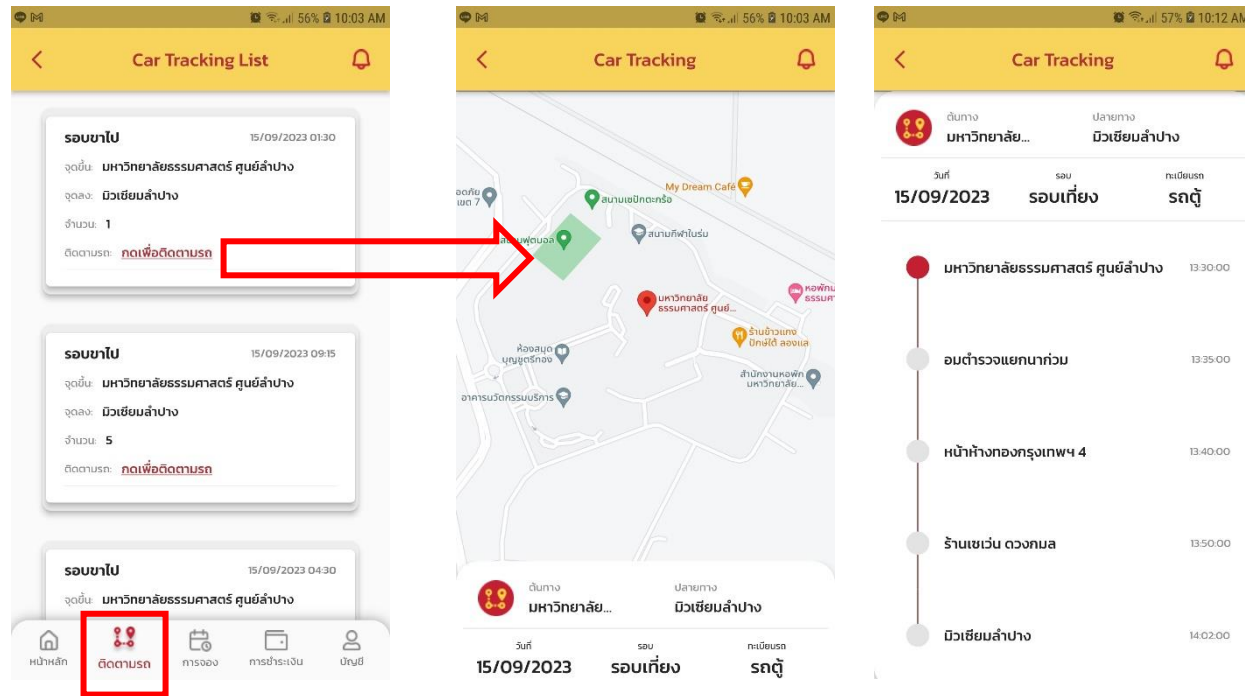 56% 10:03 AM
Car Tracking List
รอบขาไป 15/09/2023 01:30
จุดขึ้น: มหาวิทยาลัยธรรมศาสตร์ ศูนย์ลำปาง
จุดลง: มิวเซียมลำปาง
จำนวน: 1
ติดตามรถ: กดเพื่อติดตามรถ
รอบขาไป 15/09/2023 09:15
จุดขึ้น: มหาวิทยาลัยธรรมศาสตร์ ศูนย์ลำปาง
จุดลง: มิวเซียมลำปาง
จำนวน: 5
ติดตามรถ: กดเพื่อติดตามรถ
รอบขาไป 15/09/2023 04:30
จุดขึ้น: มหาวิทยาลัยธรรมศาสตร์ ศูนย์ลำปาง
หน้าหลัก ติดตามรถ การจอง การชำระเงิน บัญชี
56% 10:03 AM
Car Tracking
My Dream Café
เขต 7
สนามเซปักตะกร้อ
สนามฟุตบอล
สนามกีฬาในร่ม
หอพัก
ธรรมศา
มหาวิทยาลัย
ธรรมศาสตร์ ศูนย์...
ร้านข้าวแกง
ปักษ์ใต้ ลองแล
ห้องสมุด
บุญชูตรีทอง
สำนักงานหอพัก
มหาวิทยาลัย...
อาคารนวัตกรรมบริการ
ต้นทาง ปลายทาง
มหาวิทยาลัย... มิวเซียมลำปาง
วันที่ รอบ ทะเบียนรถ
15/09/2023 รอบเที่ยง รถตู้
57% 10:12 AM
Car Tracking
ต้นทาง ปลายทาง
มหาวิทยาลัย... มิวเซียมลำปาง
วันที่ รอบ ทะเบียนรถ
15/09/2023 รอบเที่ยง รถตู้
มหาวิทยาลัยธรรมศาสตร์ ศูนย์ลำปาง 13:30:00
อมตำรวจแยกนาก่วม 13:35:00
หน้าห้างทองกรุงเทพฯ 4 13:40:00
ร้านเซเว่น ดวงกมล 13:50:00
มิวเซียมลำปาง 14:02:00